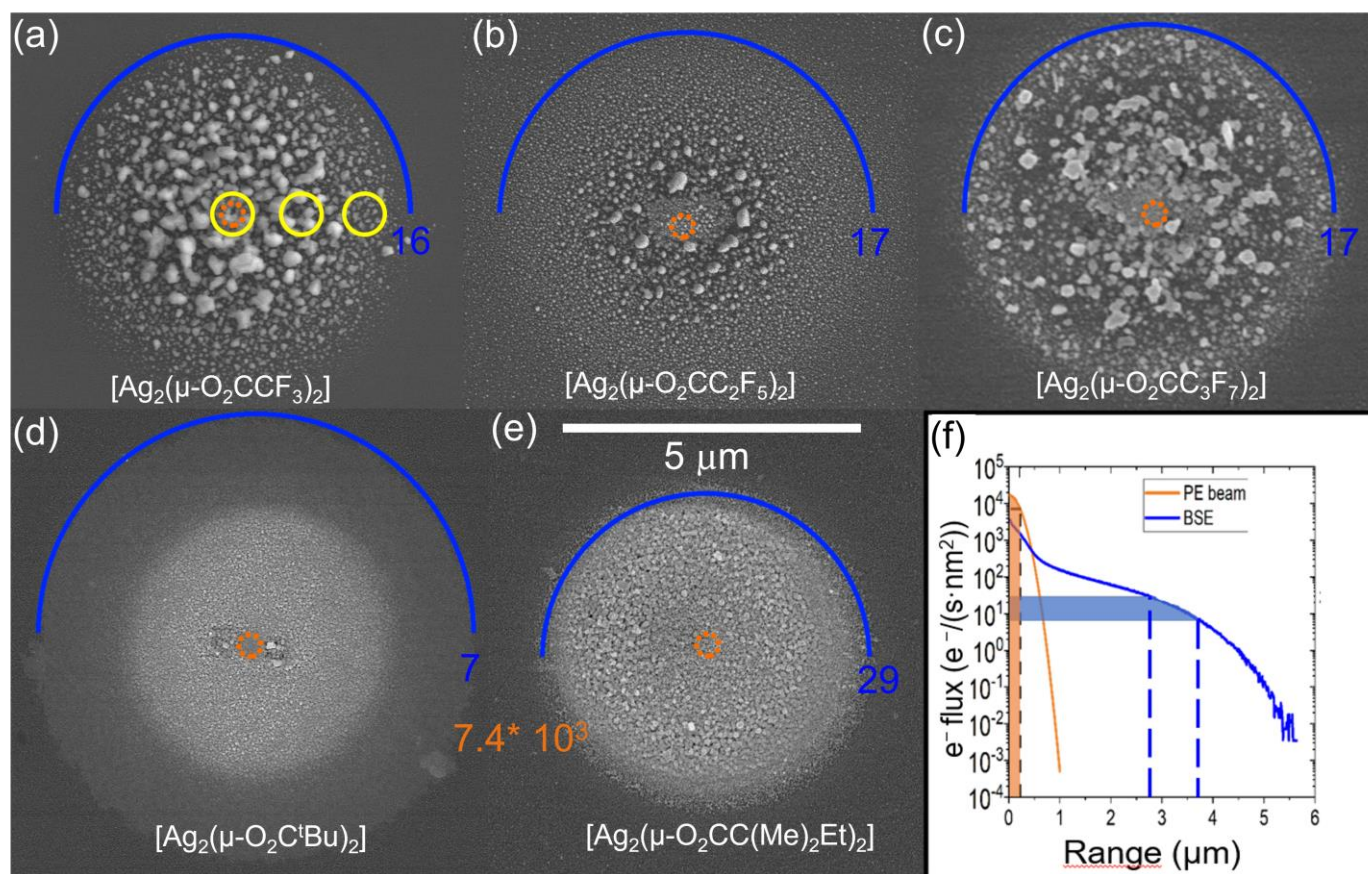 (a)
16
[Ag₂(μ-O₂CCF₃)₂]
(b)
17
[Ag₂(μ-O₂CC₂F₅)₂]
(c)
17
[Ag₂(μ-O₂CC₃F₇)₂]
(d)
7
7.4* 10³
[Ag₂(μ-O₂CᵗBu)₂]
(e)
5 μm
29
[Ag₂(μ-O₂CC(Me)₂Et)₂]
(f)
PE beam
BSE
e⁻ flux (e⁻/(s·nm²))
10⁵
10⁴
10³
10²
10¹
10⁰
10⁻¹
10⁻²
10⁻³
10⁻⁴
0 1 2 3 4 5 6
Range (μm)